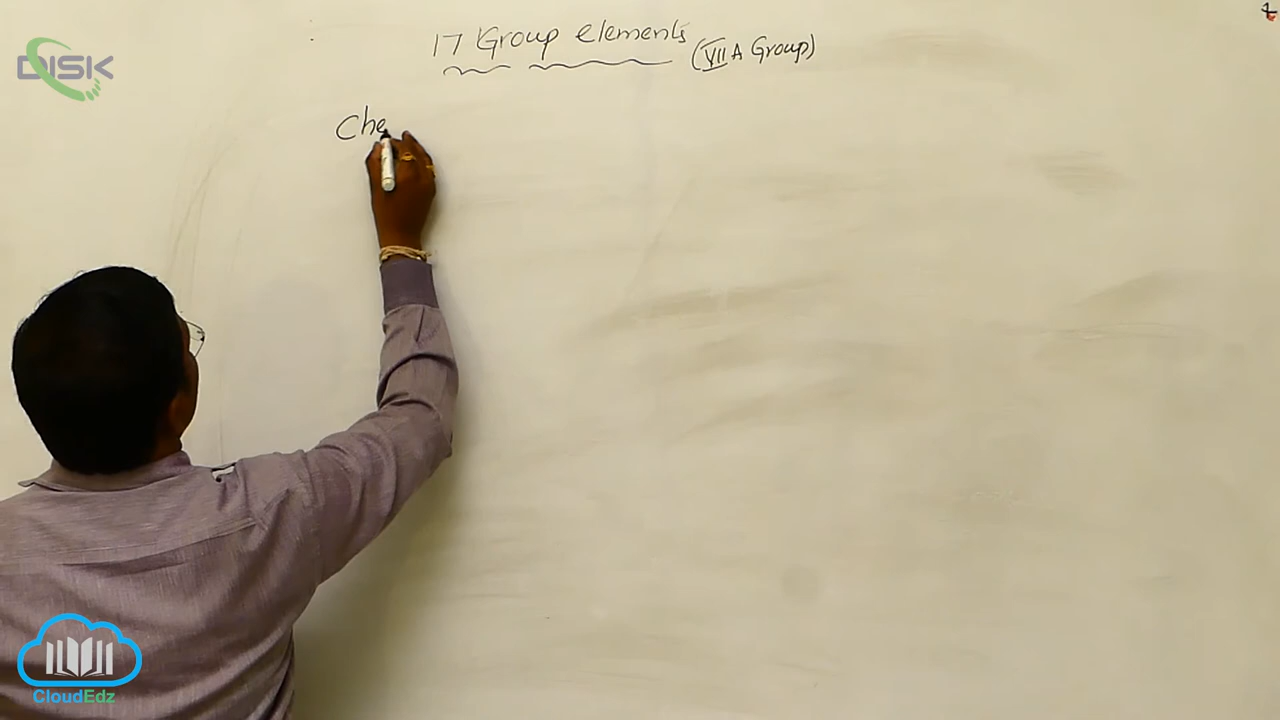 DISK
17 Group elements
(VII A Group)
Che
CloudEdz